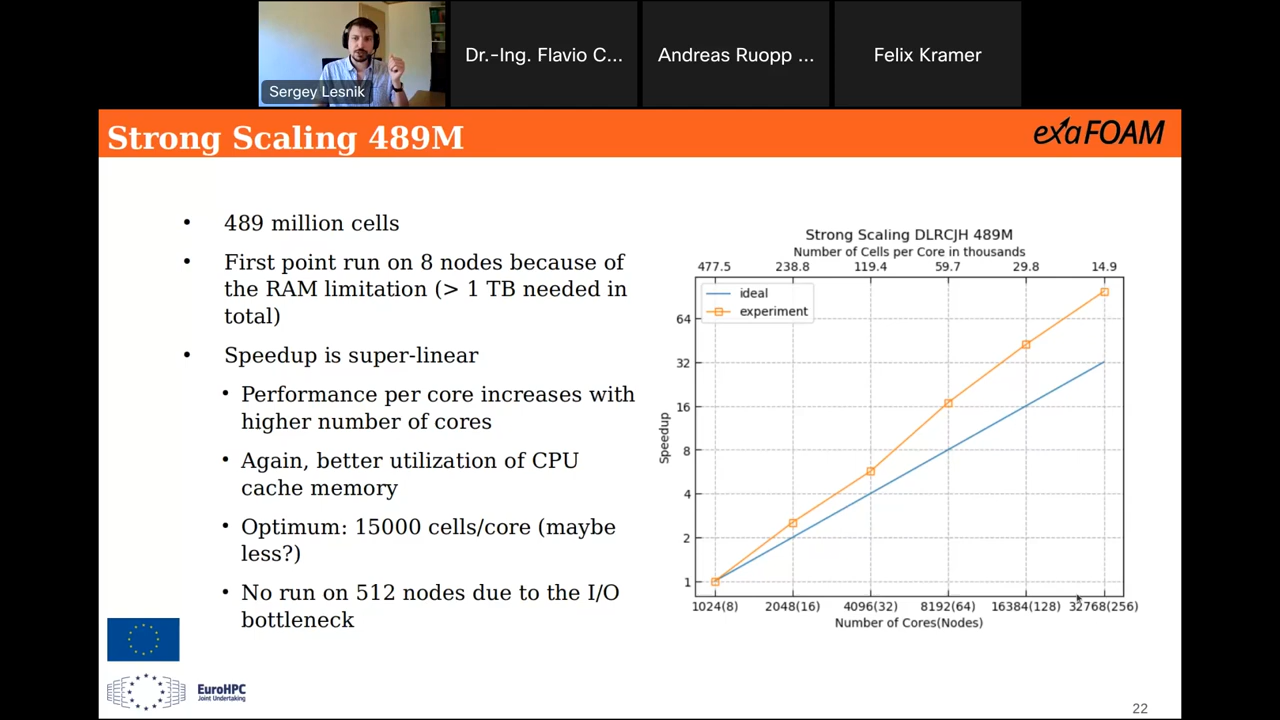 Sergey Lesnik
Dr.-Ing. Flavio C...
Andreas Ruopp ...
Felix Kramer
Strong Scaling 489M
exaFOAM
• 489 million cells
• First point run on 8 nodes because of
the RAM limitation (> 1 TB needed in
total)
• Speedup is super-linear
• Performance per core increases with
higher number of cores
• Again, better utilization of CPU
cache memory
• Optimum: 15000 cells/core (maybe
less?)
• No run on 512 nodes due to the I/O
bottleneck
Strong Scaling DLRCJH 489M
Number of Cells per Core in thousands
477.5 238.8 119.4 59.7 29.8 14.9
ideal
experiment
64
32
16
8
4
2
1
Speedup
1024(8) 2048(16) 4096(32) 8192(64) 16384(128) 32768(256)
Number of Cores(Nodes)
EuroHPC
Joint Undertaking
22